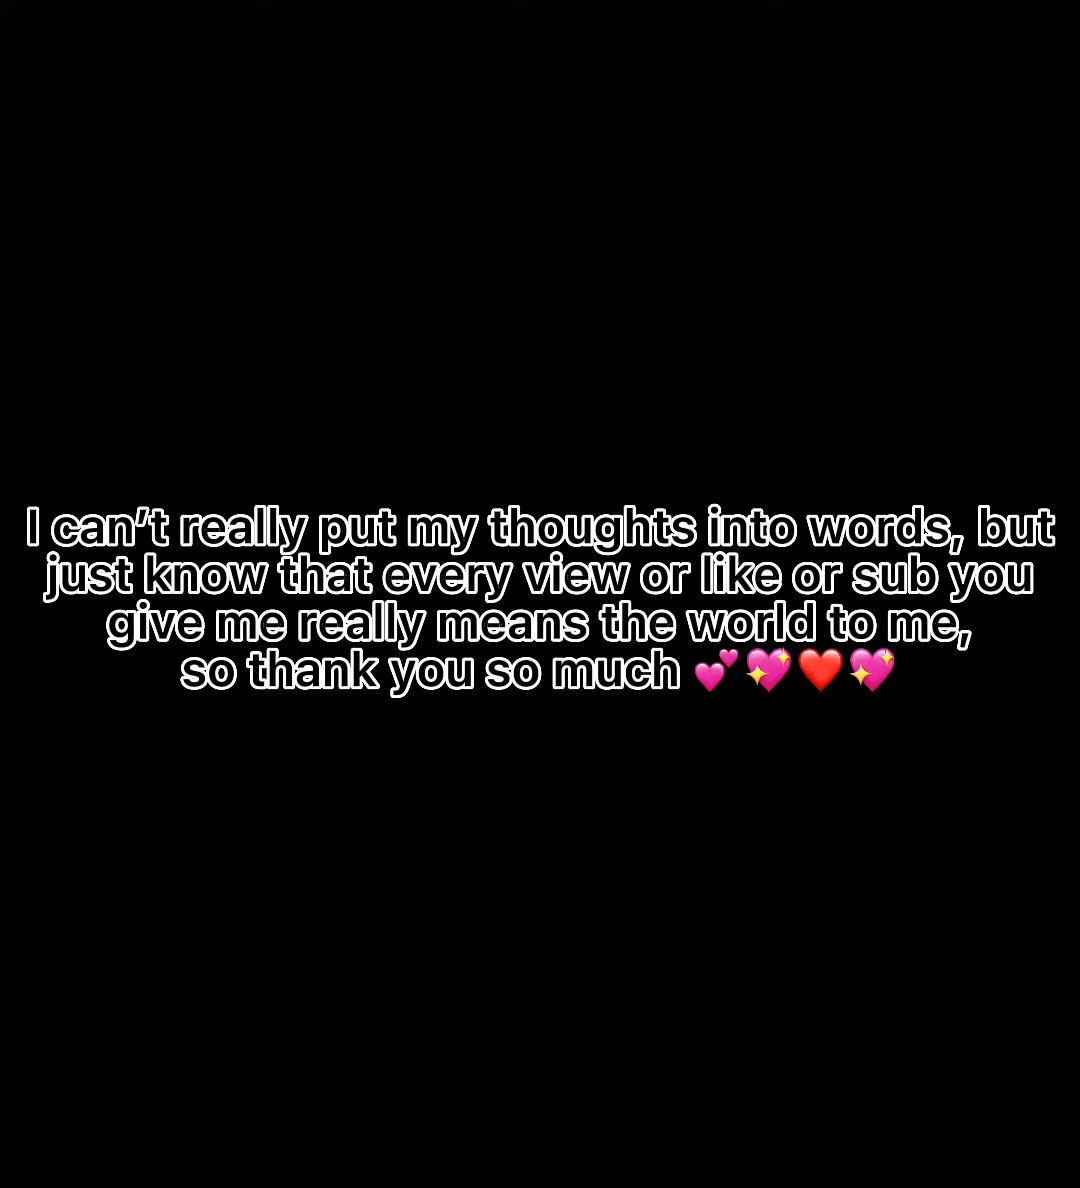 I can’t really put my thoughts into words, but
just know that every view or like or sub you
give me really means the world to me,
so thank you so much 💕💖❤️💖